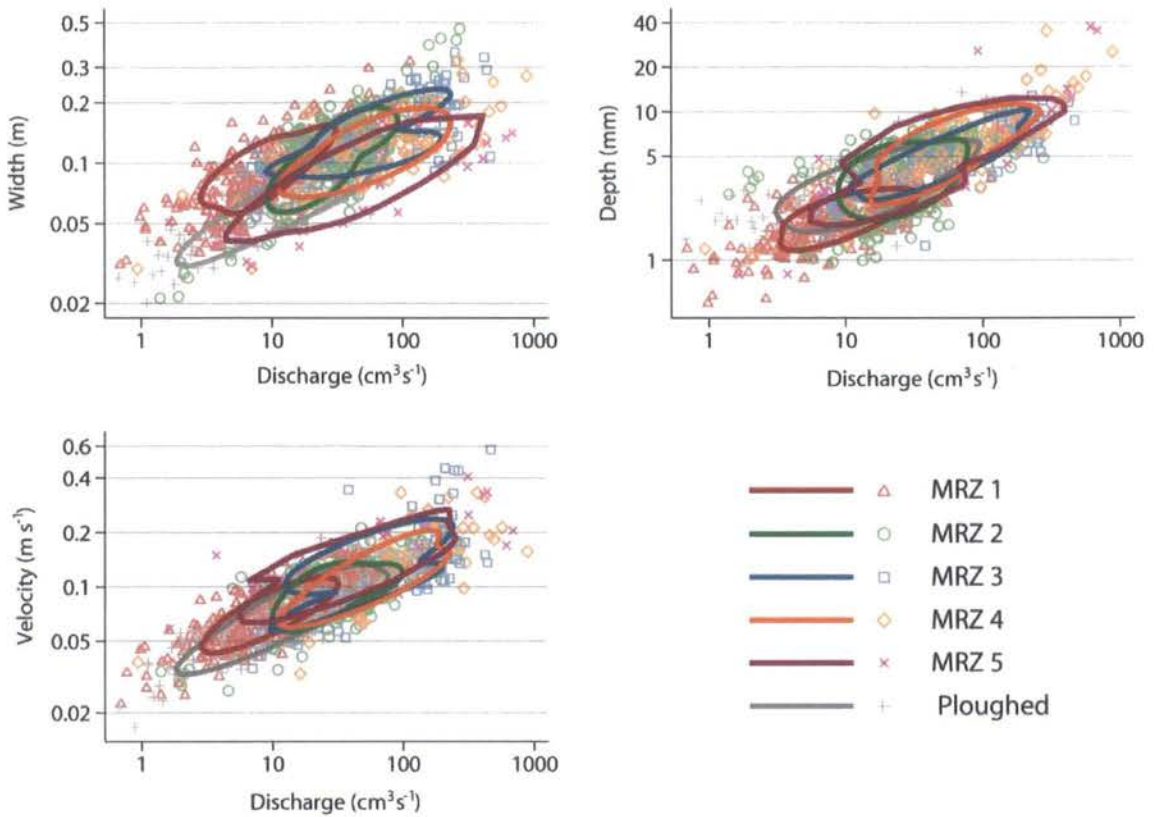 0.5
0.3
0.2
0.1
0.05
0.02
Width (m)
1 10 100 1000
Discharge (cm³s⁻¹)
40
20
10
5
1
Depth (mm)
1 10 100 1000
Discharge (cm³s⁻¹)
0.6
0.4
0.2
0.1
0.05
0.02
Velocity (m s⁻¹)
1 10 100 1000
Discharge (cm³s⁻¹)
MRZ 1
MRZ 2
MRZ 3
MRZ 4
MRZ 5
Ploughed